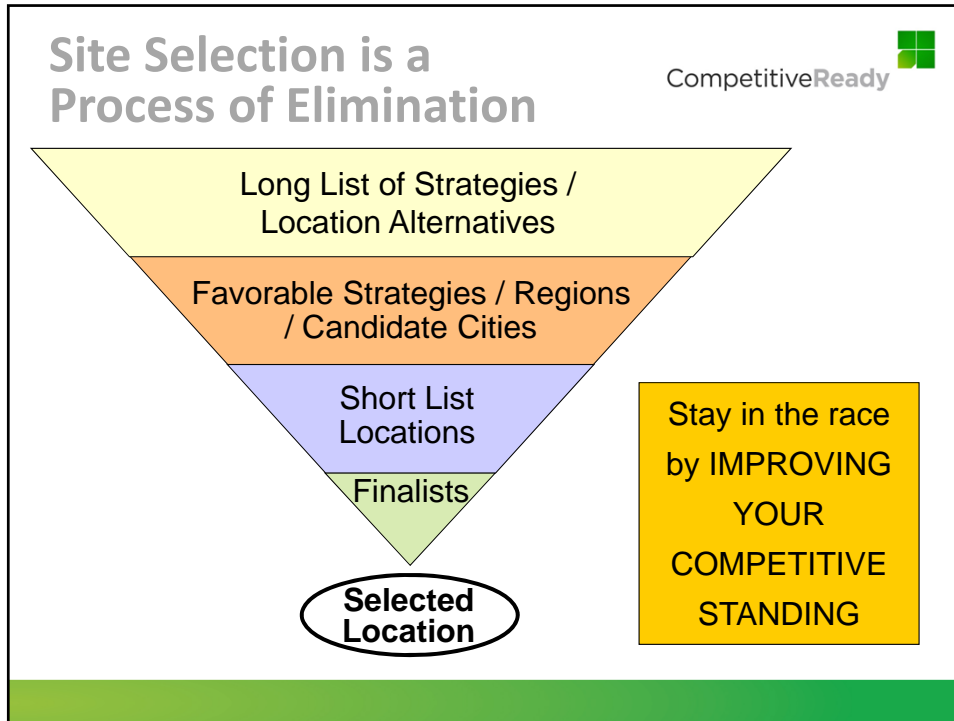 Site Selection is a
Process of Elimination
CompetitiveReady
Long List of Strategies /
Location Alternatives
Favorable Strategies / Regions
/ Candidate Cities
Short List
Locations
Finalists
Selected
Location
Stay in the race
by IMPROVING
YOUR
COMPETITIVE
STANDING